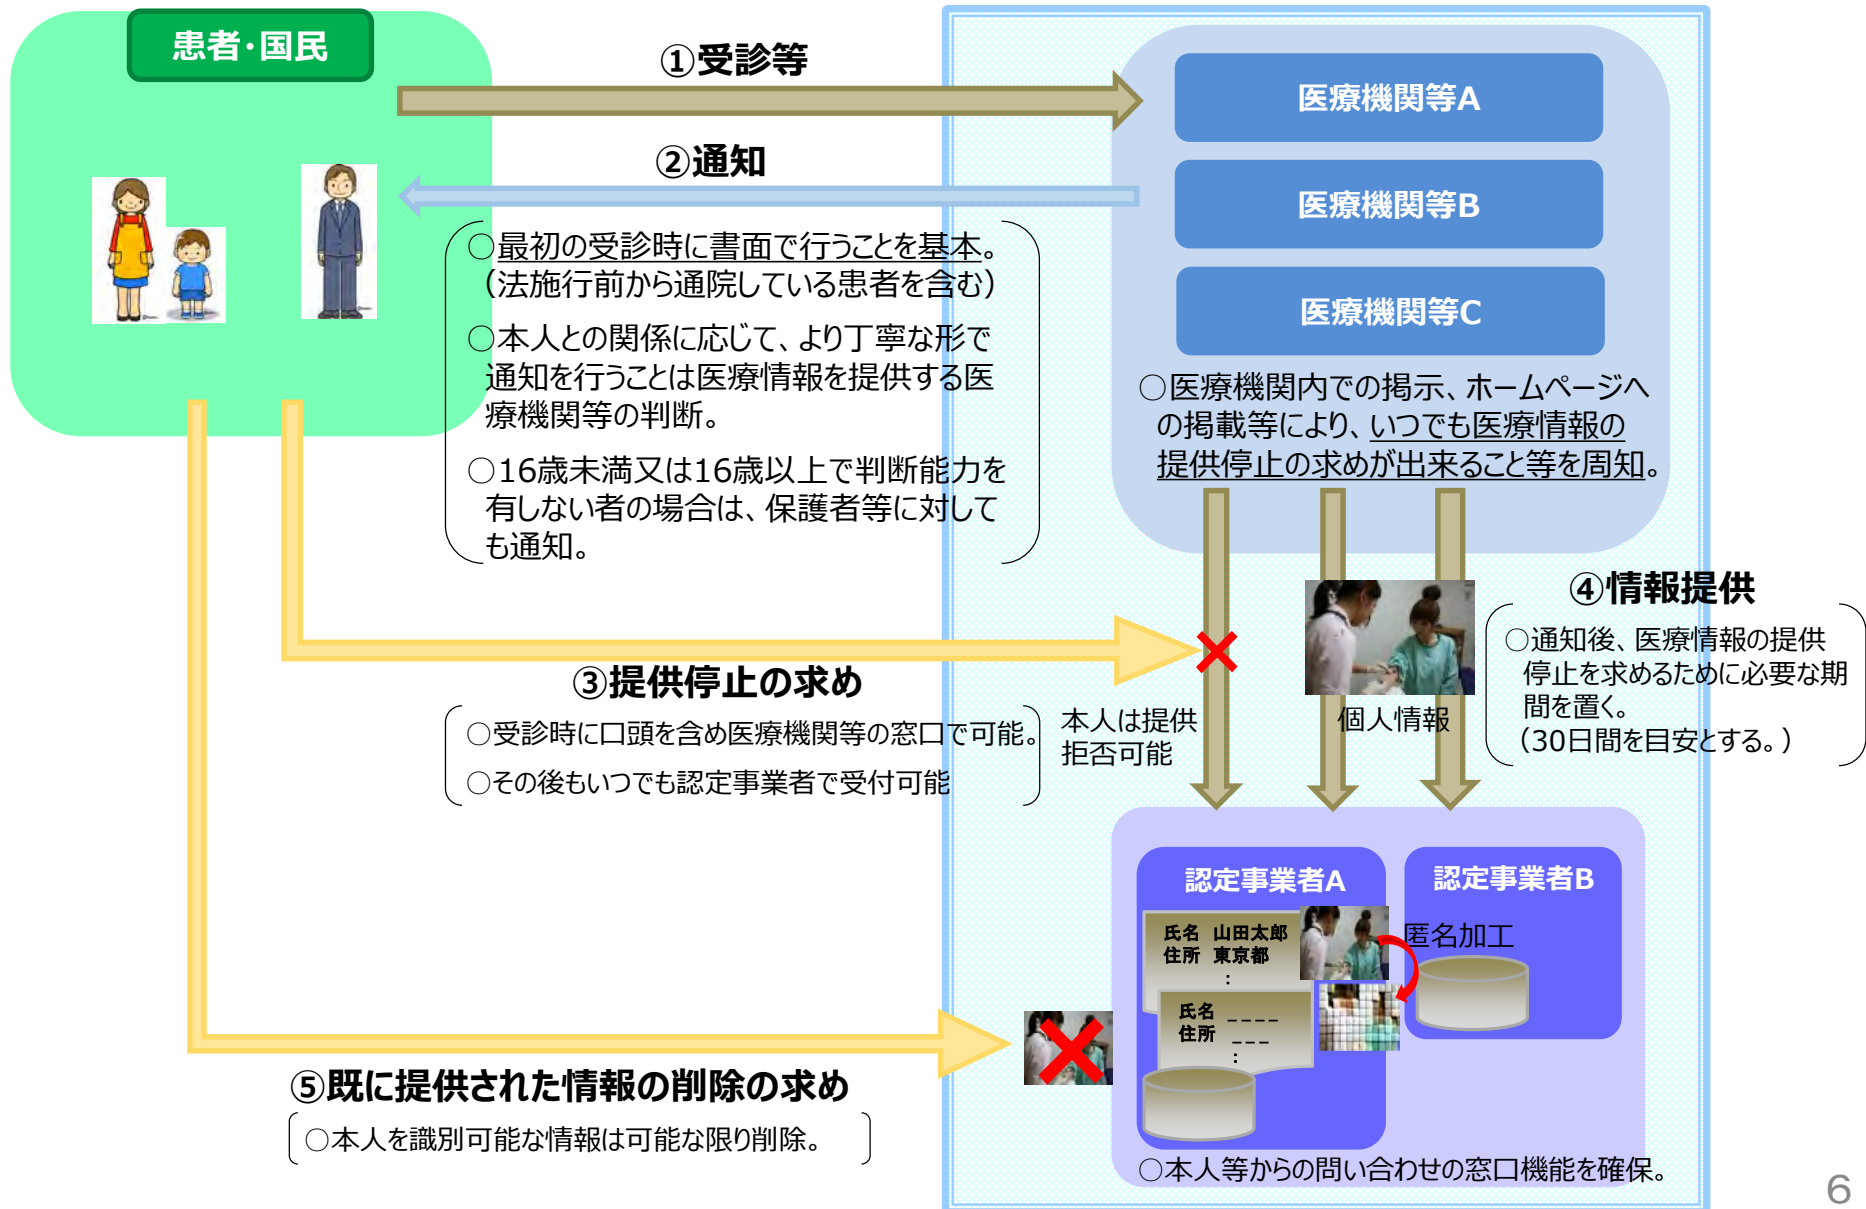 患者・国民
①受診等
医療機関等A
②通知
医療機関等B
医療機関等C
○最初の受診時に書面で行うことを基本。
（法施行前から通院している患者を含む）
○本人との関係に応じて、より丁寧な形で
通知を行うことは医療情報を提供する医
療機関等の判断。
○16歳未満又は16歳以上で判断能力を
有しない者の場合は、保護者等に対して
も通知。
○医療機関内での掲示、ホームページへ
の掲載等により、いつでも医療情報の
提供停止の求めが出来ること等を周知。
③提供停止の求め
○受診時に口頭を含め医療機関等の窓口で可能。
○その後もいつでも認定事業者で受付可能
本人は提供
拒否可能
個人情報
④情報提供
○通知後、医療情報の提供
停止を求めるために必要な期
間を置く。
（30日間を目安とする。）
認定事業者A
認定事業者B
氏名 山田太郎
住所 東京都
：
氏名 ＿＿＿＿
住所 ＿＿＿
：
匿名加工
⑤既に提供された情報の削除の求め
○本人を識別可能な情報は可能な限り削除。
○本人等からの問い合わせの窓口機能を確保。
6